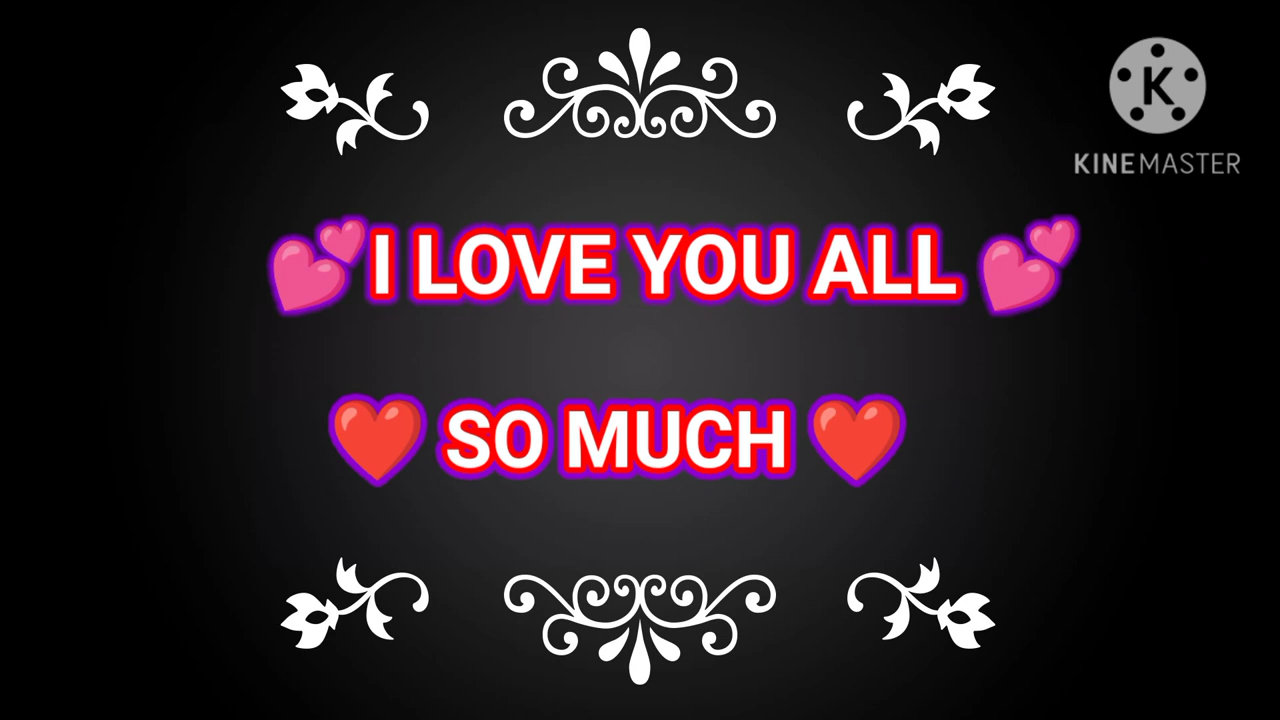 K
KINEMASTER
💕I LOVE YOU ALL 💕
❤️ SO MUCH ❤️